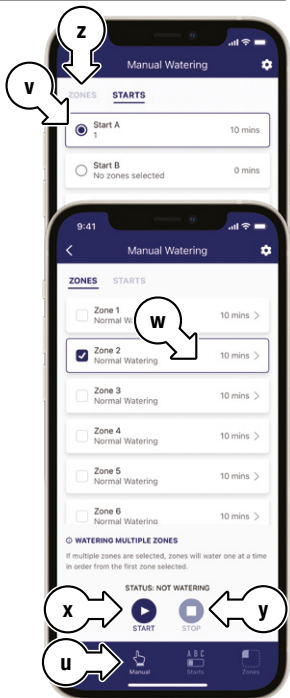 z
Manual Watering
v
ZONES STARTS
Start A
1
10 mins
Start B
No zones selected
0 mins
9:41
Manual Watering
ZONES STARTS
Zone 1
Normal
10 mins
w
Zone 2
Normal Watering
10 mins
Zone 3
Normal Watering
10 mins
Zone 4
Normal Watering
10 mins
Zone 5
Normal Watering
10 mins
Zone 6
Normal Watering
10 mins
WATERING MULTIPLE ZONES
If multiple zones are selected, zones will water one at a time
in order from the first zone selected.
STATUS: NOT WATERING
x
y
START STOP
u
A B C
Manual Starts Zones